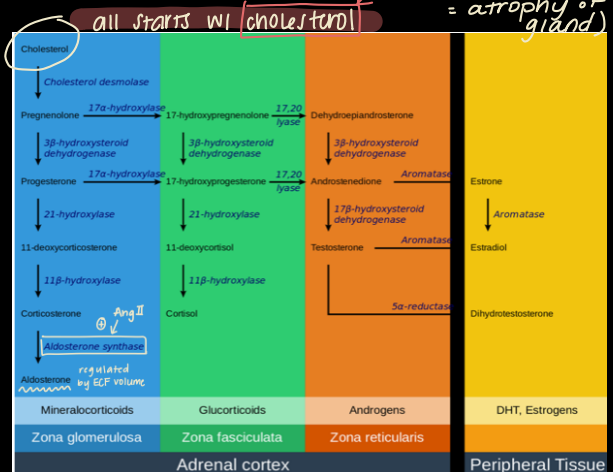 = atrophy of
all starts w/ cholesterol
gland)
Cholesterol
Cholesterol desmolase
17α-hydroxylase
17,20
lyase
Pregnenolone
17-hydroxypregnenolone
Dehydroepiandrosterone
3β-hydroxysteroid
dehydrogenase
3β-hydroxysteroid
dehydrogenase
3β-hydroxysteroid
dehydrogenase
17α-hydroxylase
17,20
lyase
Aromatase
Progesterone
17-hydroxyprogesterone
Androstenedione
Estrone
21-hydroxylase
21-hydroxylase
17β-hydroxysteroid
dehydrogenase
Aromatase
Aromatase
11-deoxycorticosterone
11-deoxycortisol
Testosterone
Estradiol
11β-hydroxylase
11β-hydroxylase
5α-reductase
Corticosterone
Cortisol
Dihydrotestosterone
⊕ Ang II
Aldosterone synthase
Aldosterone
regulated
by ECF volume
Mineralocorticoids
Glucorticoids
Androgens
DHT, Estrogens
Zona glomerulosa
Zona fasciculata
Zona reticularis
Adrenal cortex
Peripheral Tissue